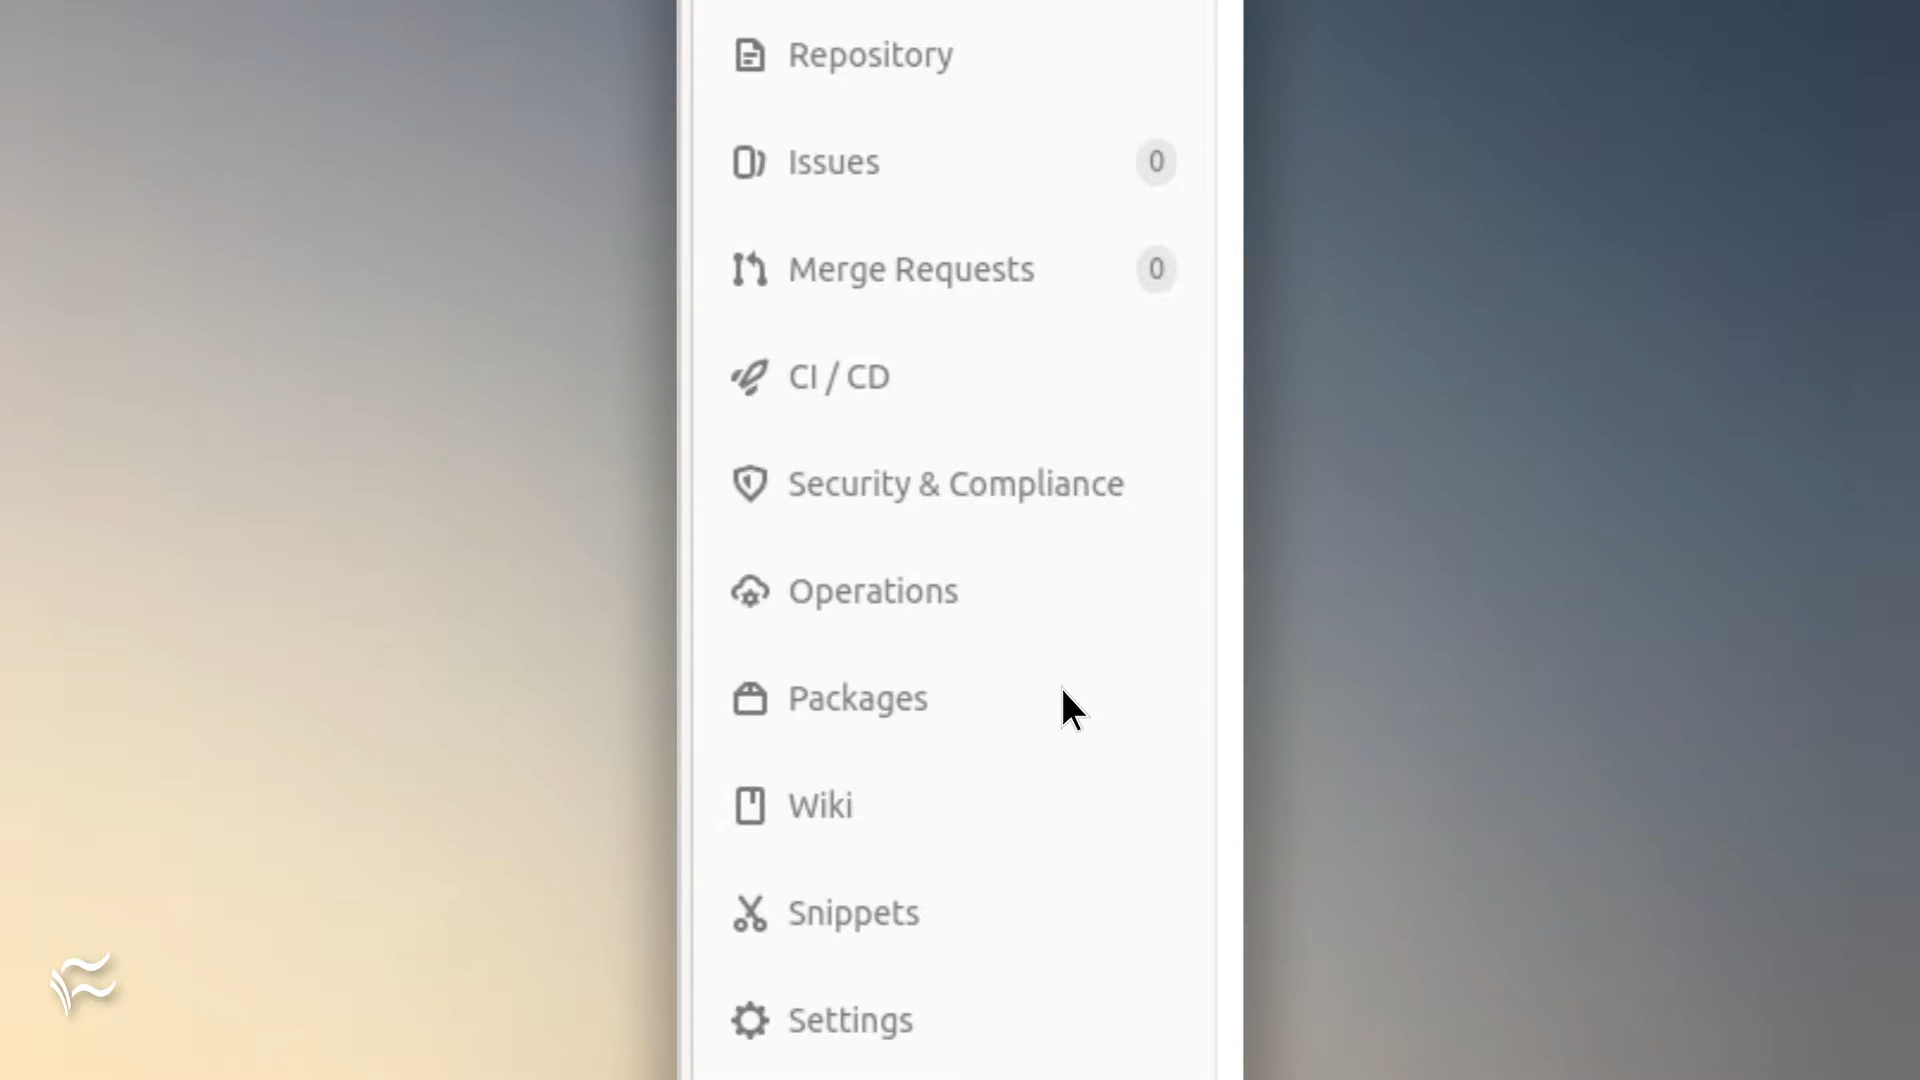 Repository
Issues 0
Merge Requests 0
CI / CD
Security & Compliance
Operations
Packages
Wiki
Snippets
Settings